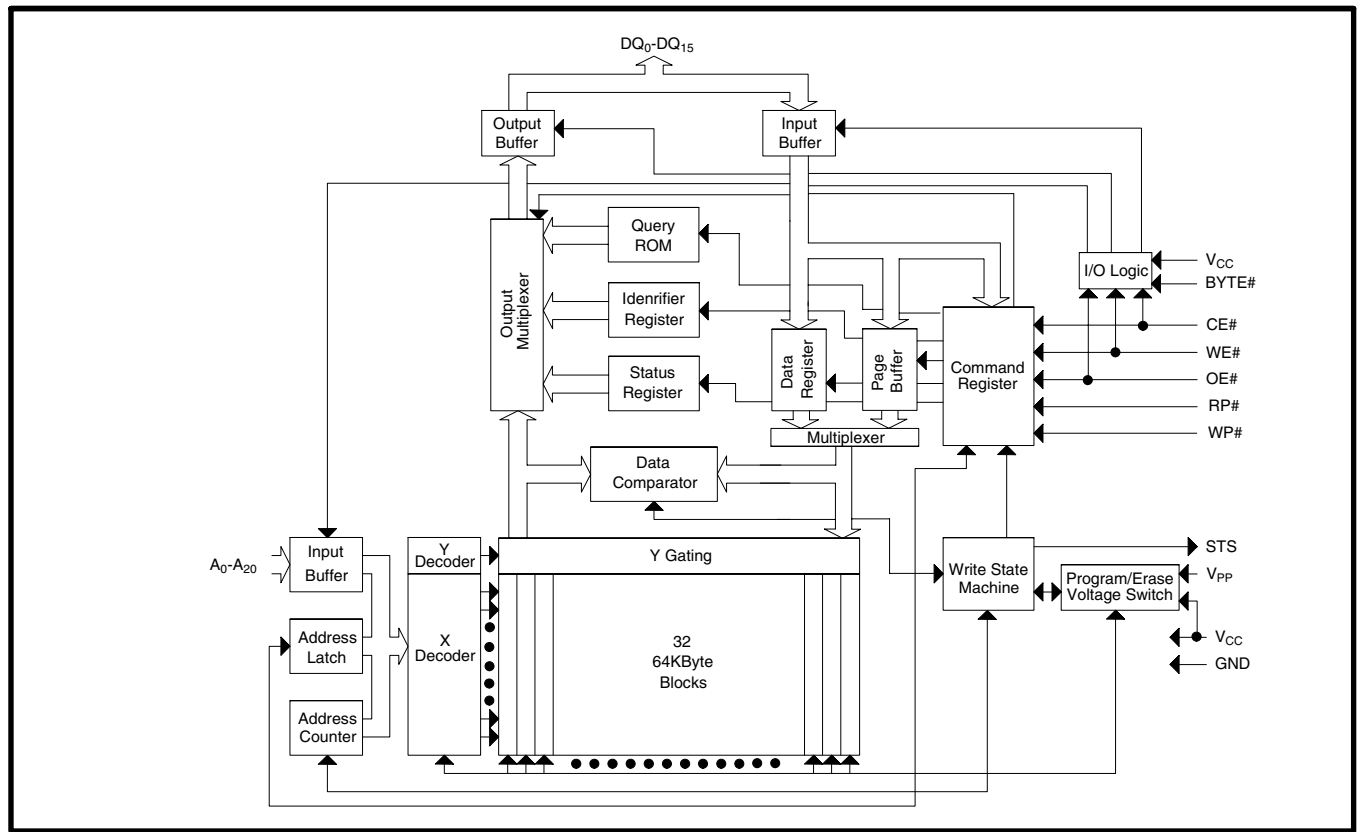 DQ0-DQ15
Output
Buffer
Input
Buffer
Output
Multiplexer
Query
ROM
Idenrifier
Register
Status
Register
Data
Register
Page
Buffer
Command
Register
I/O Logic
VCC
BYTE#
CE#
WE#
OE#
RP#
WP#
Multiplexer
Data
Comparator
A0-A20
Input
Buffer
Y
Decoder
Y Gating
Address
Latch
X
Decoder
32
64KByte
Blocks
Address
Counter
Write State
Machine
Program/Erase
Voltage Switch
STS
VPP
VCC
GND